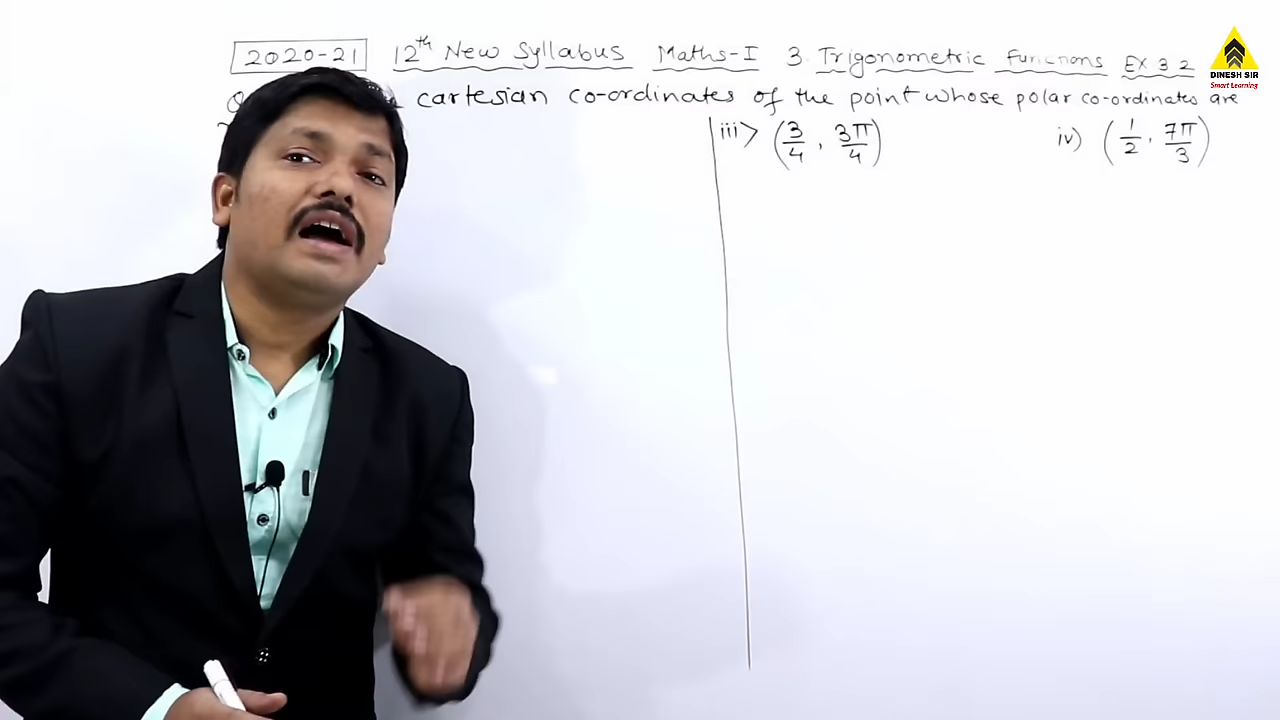 2020-21 12th New Syllabus Maths-I 3. Trigonometric Functions Ex 3.2
DINESH SIR
Smart Learning
cartesian co-ordinates of the point whose polar co-ordinates are
iii> (3/4, 3π/4) iv) (1/2, 7π/3)